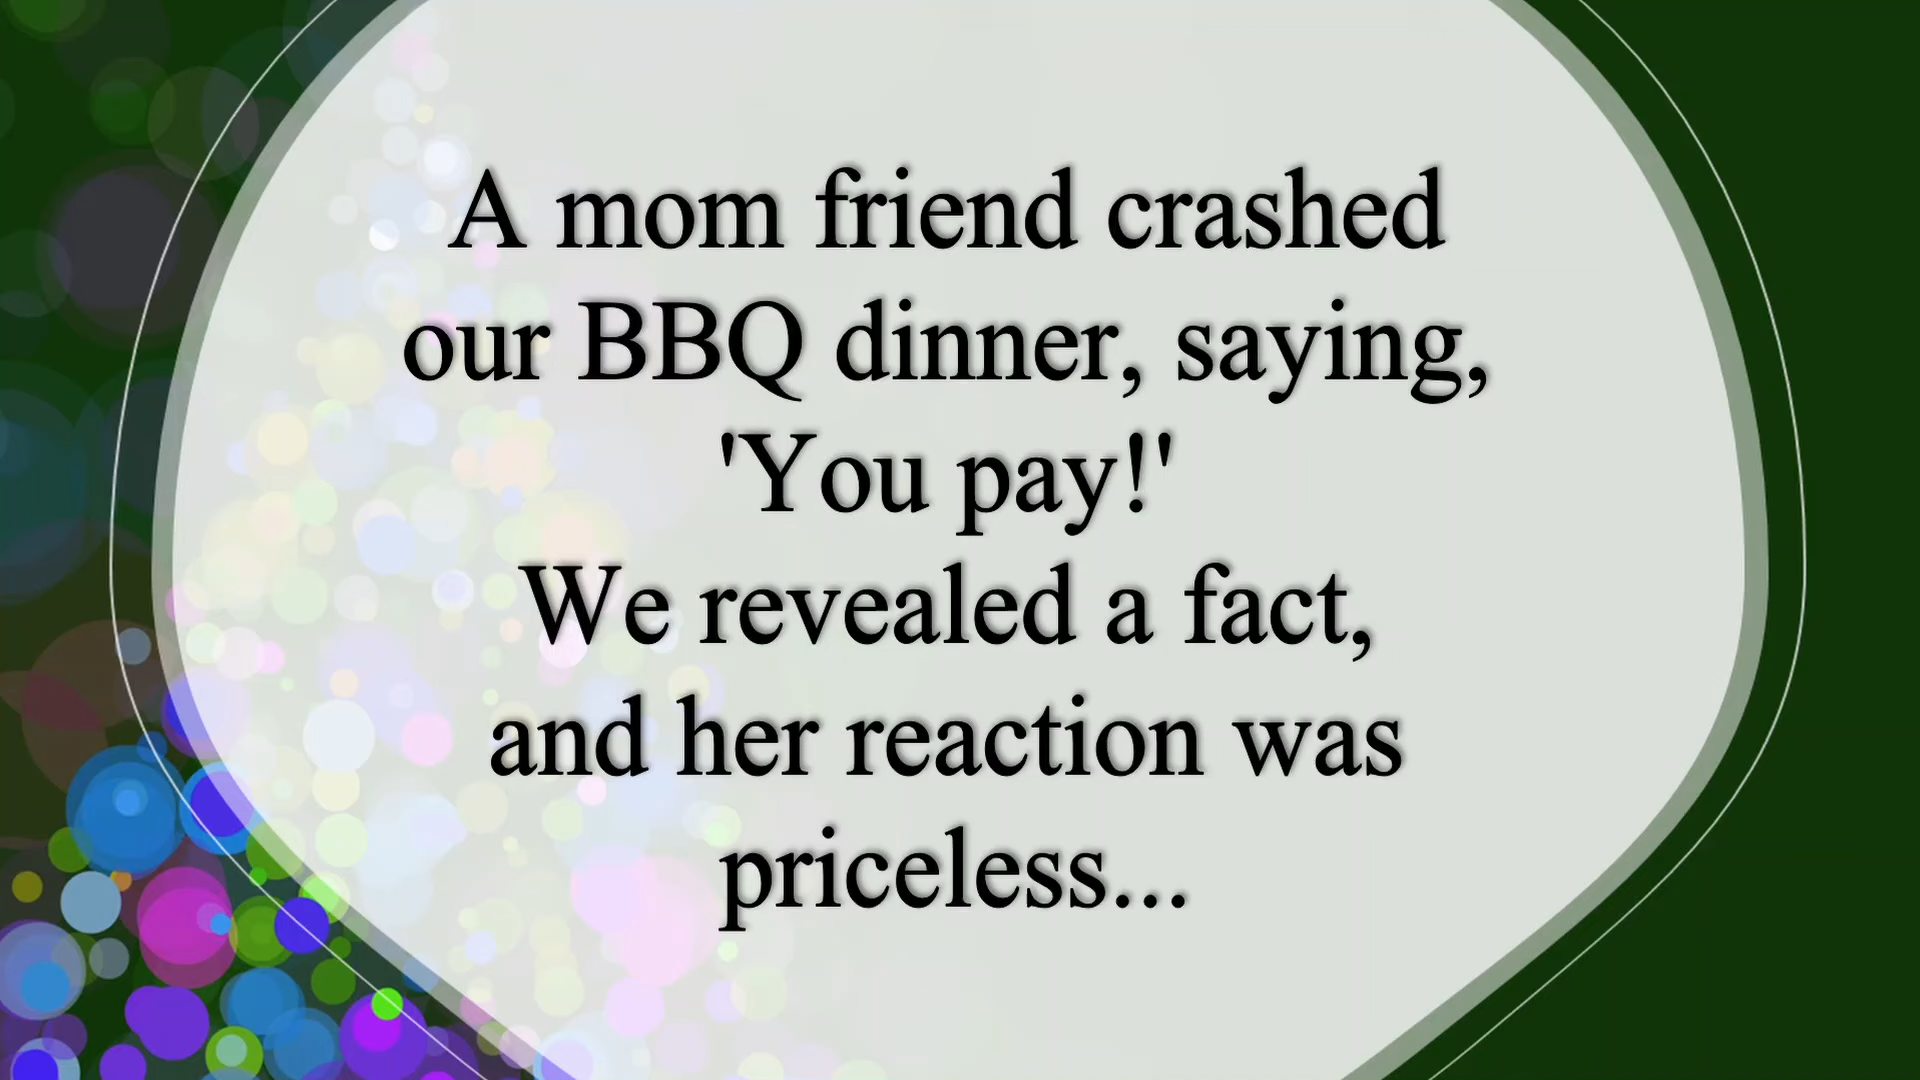 A mom friend crashed
our BBQ dinner, saying,
'You pay!'
We revealed a fact,
and her reaction was
priceless...